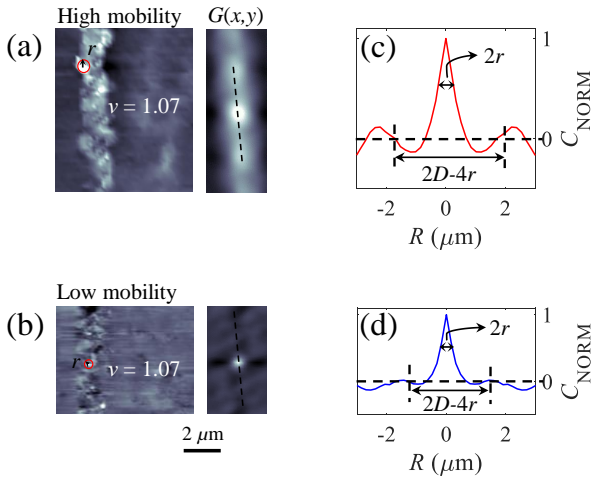 High mobility
G(x,y)
(a)
r
ν = 1.07
(c)
2r
1
0
C_NORM
2D-4r
-2
0
2
R (μm)
Low mobility
(b)
r
ν = 1.07
2 μm
(d)
2r
1
0
C_NORM
2D-4r
-2
0
2
R (μm)